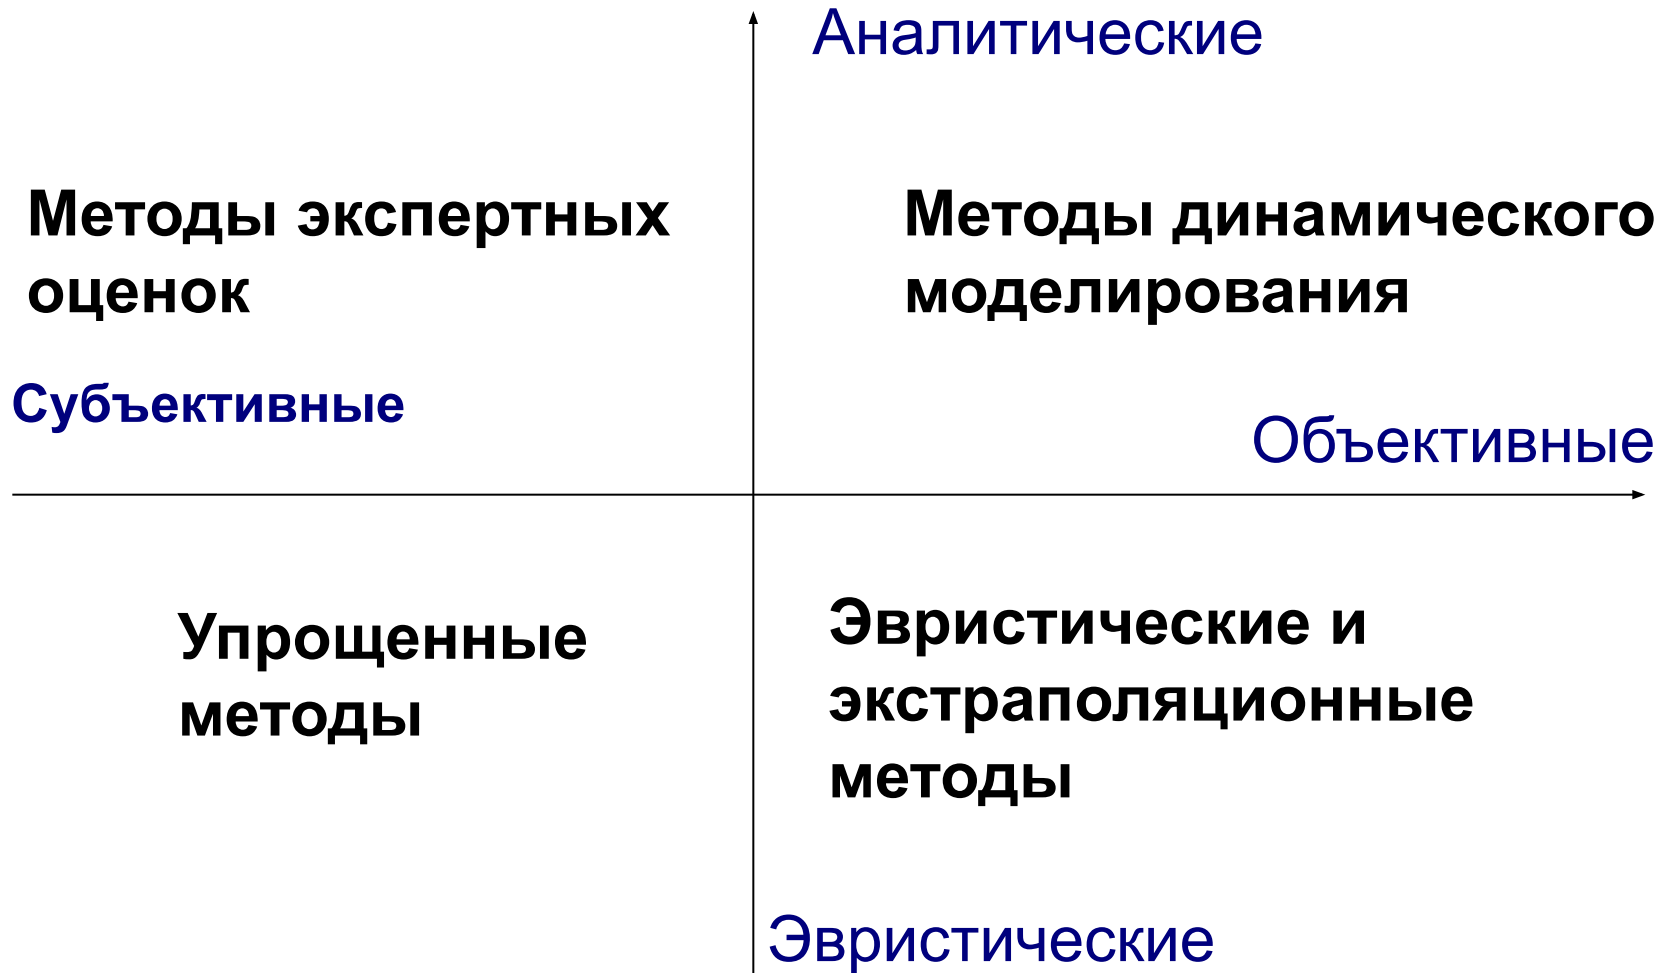 Аналитические
Методы экспертных
оценок
Методы динамического
моделирования
Субъективные
Объективные
Упрощенные
методы
Эвристические и
экстраполяционные
методы
Эвристические